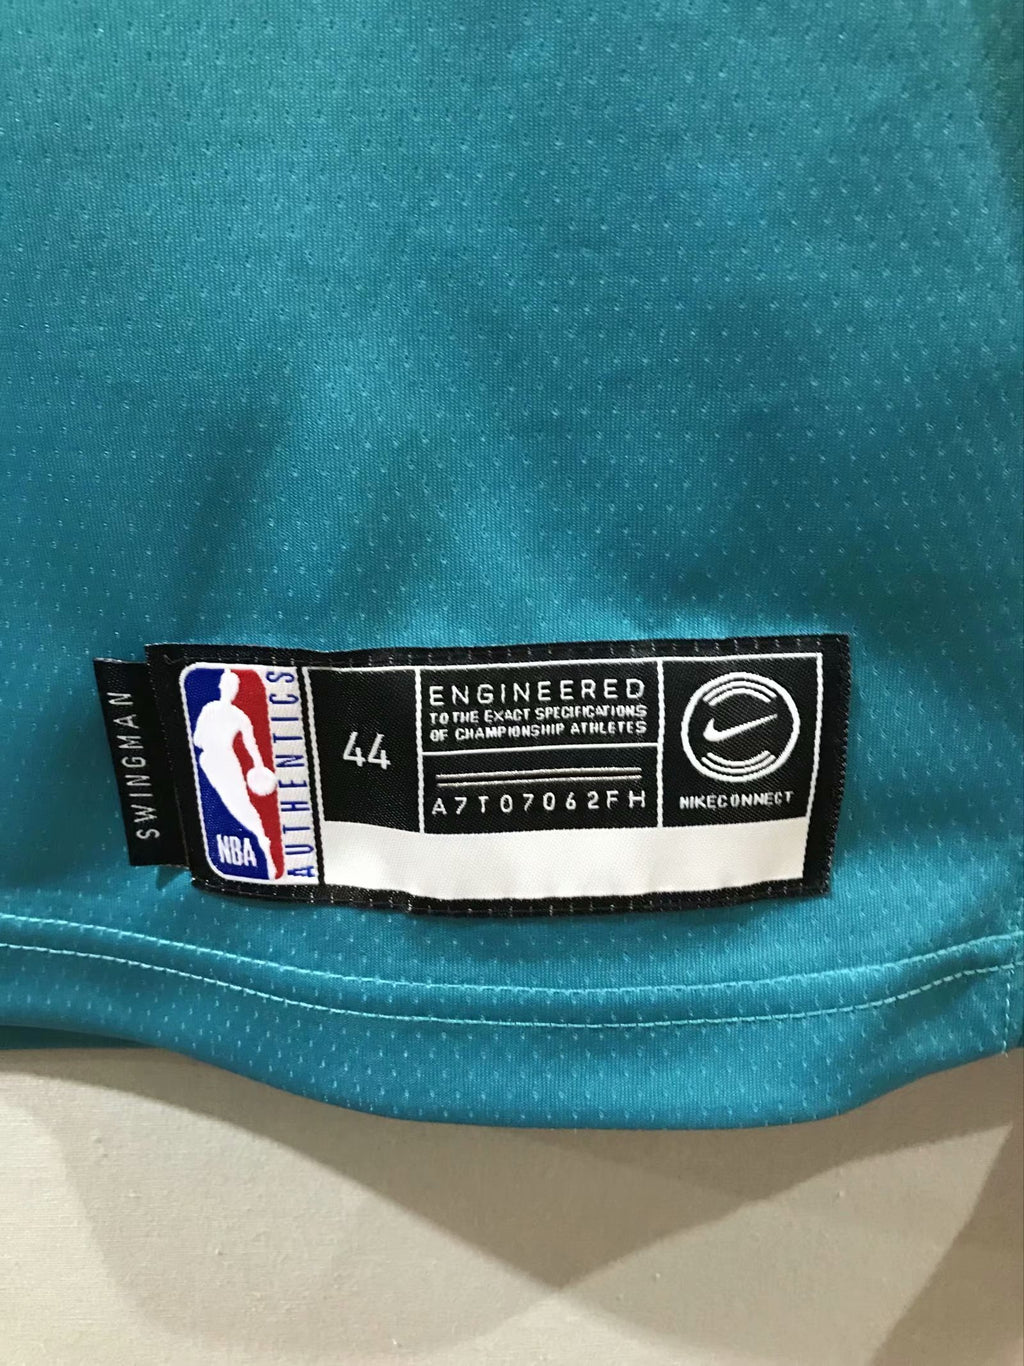 SWINGMAN
NBA
AUTHENTICS
44
ENGINEERED
TO THE EXACT SPECIFICATIONS
OF CHAMPIONSHIP ATHLETES
A7T07062FH
NIKECONNECT